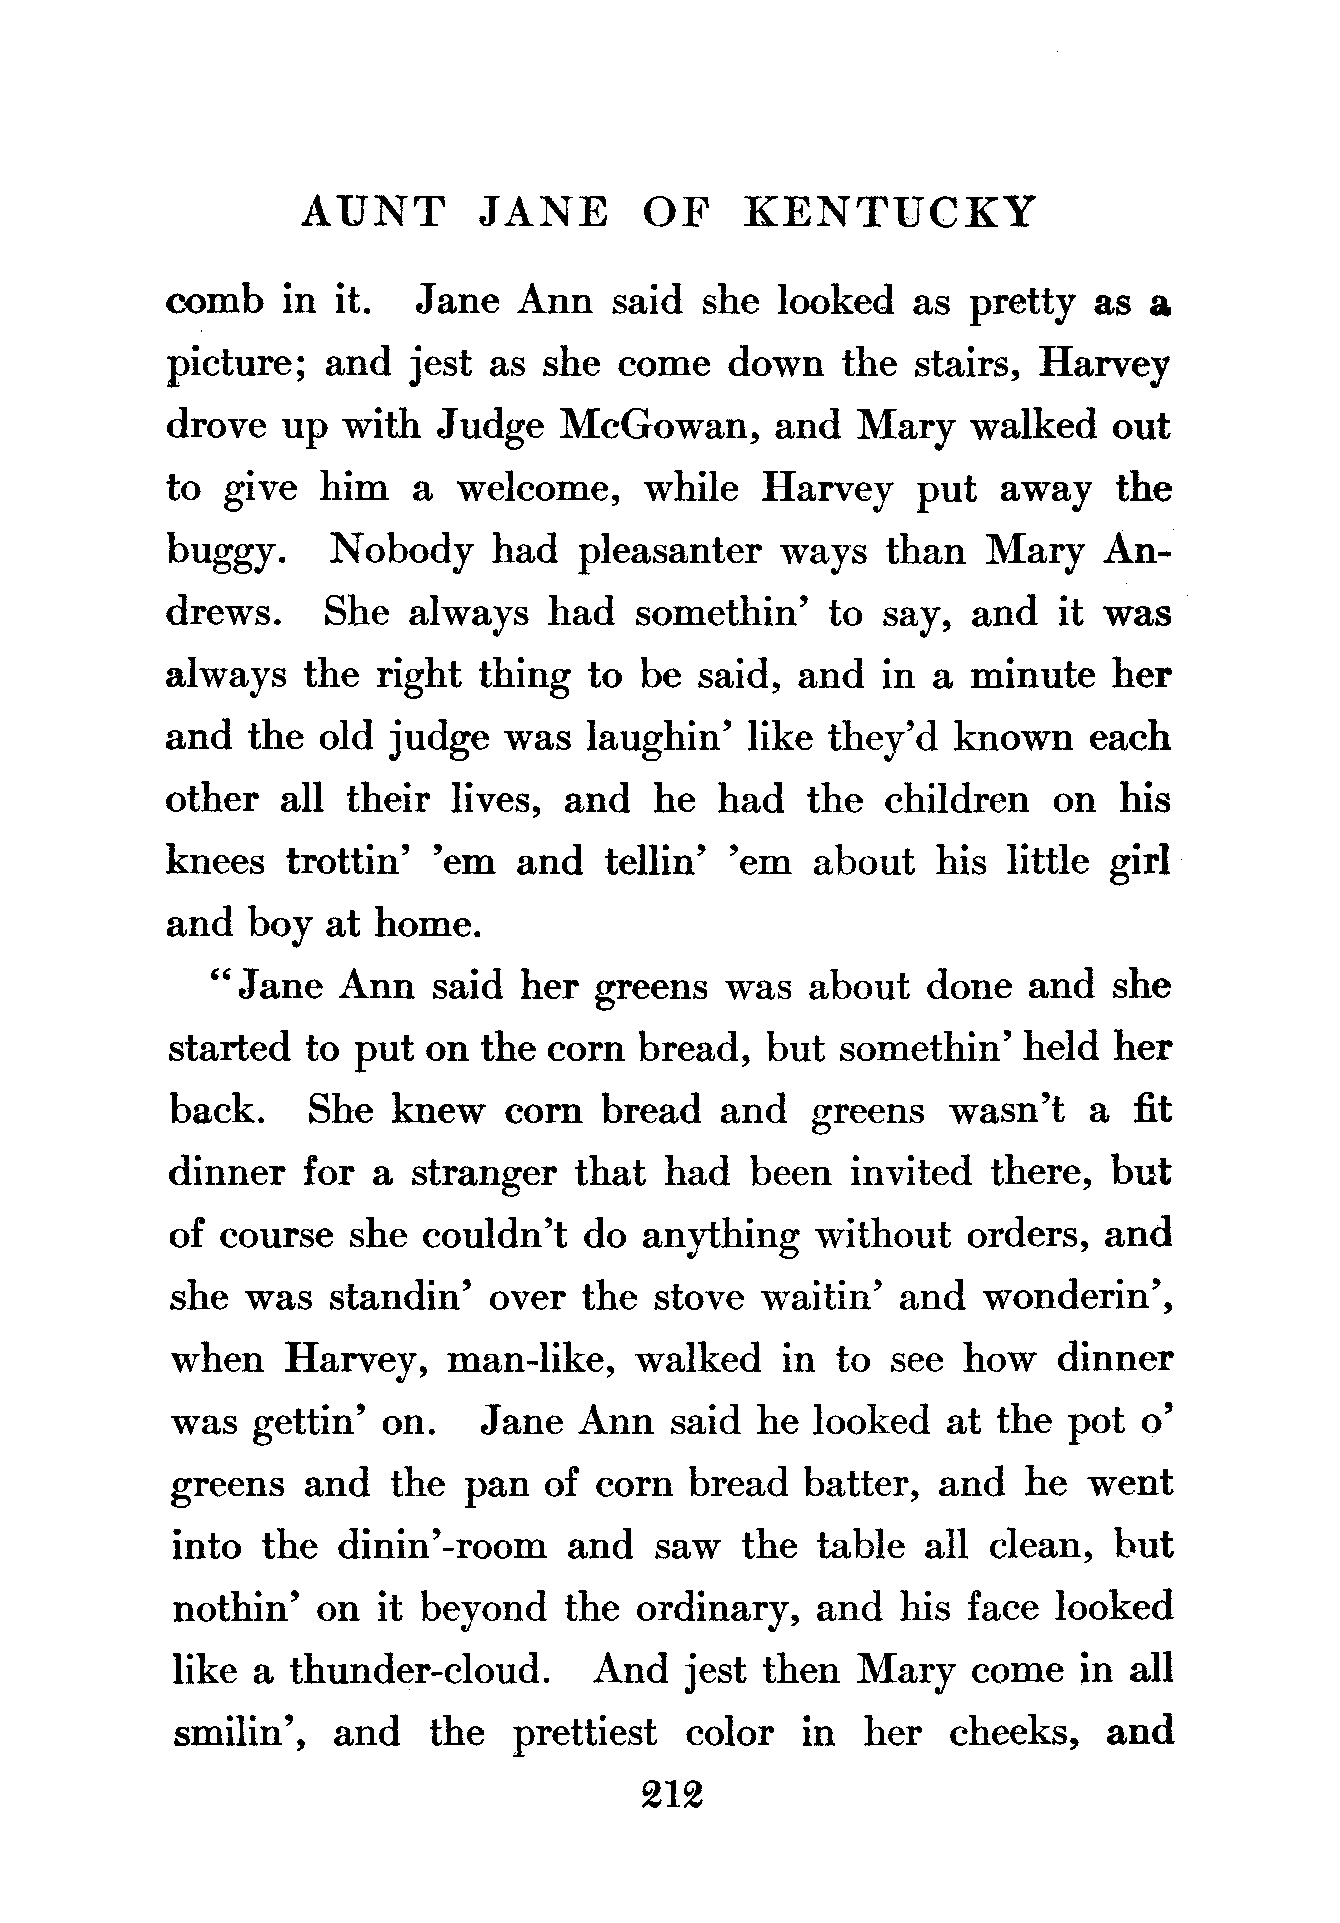 AUNT JANE OF KENTUCKY
comb in it. Jane Ann said she looked as pretty as a
picture; and jest as she come down the stairs, Harvey
drove up with Judge McGowan, and Mary walked out
to give him a welcome, while Harvey put away the
buggy. Nobody had pleasanter ways than Mary An-
drews. She always had somethin’ to say, and it was
always the right thing to be said, and in a minute her
and the old judge was laughin’ like they’d known each
other all their lives, and he had the children on his
knees trottin’ ’em and tellin’ ’em about his little girl
and boy at home.
“Jane Ann said her greens was about done and she
started to put on the corn bread, but somethin’ held her
back. She knew corn bread and greens wasn’t a fit
dinner for a stranger that had been invited there, but
of course she couldn’t do anything without orders, and
she was standin’ over the stove waitin’ and wonderin’,
when Harvey, man-like, walked in to see how dinner
was gettin’ on. Jane Ann said he looked at the pot o’
greens and the pan of corn bread batter, and he went
into the dinin’-room and saw the table all clean, but
nothin’ on it beyond the ordinary, and his face looked
like a thunder-cloud. And jest then Mary come in all
smilin’, and the prettiest color in her cheeks, and
212